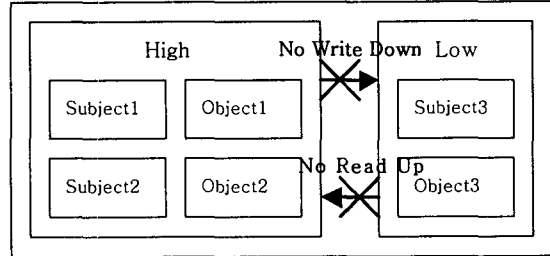 High
No Write Down
Low
Subject1
Object1
Subject3
No Read Up
Subject2
Object2
Object3